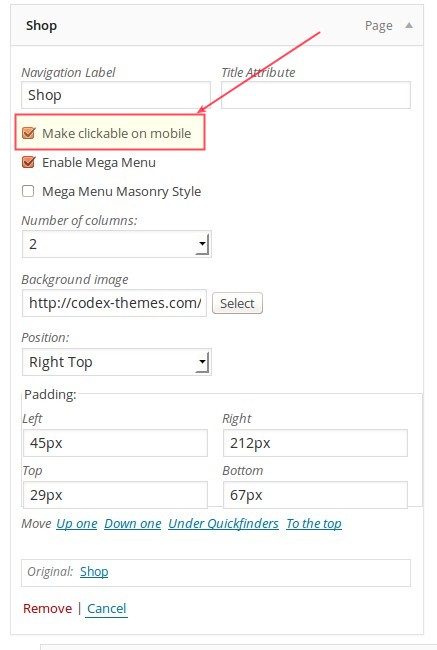 Shop Page
Navigation Label Title Attribute
Shop
Make clickable on mobile
Enable Mega Menu
Mega Menu Masonry Style
Number of columns:
2
Background image
http://codex-themes.com/ Select
Position:
Right Top
Padding:
Left Right
45px 212px
Top Bottom
29px 67px
Move Up one Down one Under Quickfinders To the top
Original: Shop
Remove | Cancel